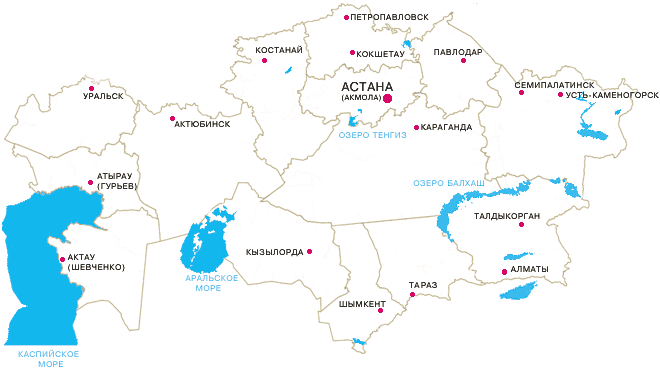 ПЕТРОПАВЛОВСК
КОСТАНАЙ
КОКШЕТАУ
ПАВЛОДАР
АСТАНА
(АКМОЛА)
СЕМИПАЛАТИНСК
УСТЬ-КАМЕНОГОРСК
УРАЛЬСК
АКТЮБИНСК
ОЗЕРО ТЕНГИЗ
КАРАГАНДА
АТЫРАУ
(ГУРЬЕВ)
ОЗЕРО БАЛХАШ
ТАЛДЫКОРГАН
АКТАУ
(ШЕВЧЕНКО)
КЫЗЫЛОРДА
АЛМАТЫ
АРАЛЬСКОЕ
МОРЕ
ТАРАЗ
ШЫМКЕНТ
КАСПИЙСКОЕ
МОРЕ